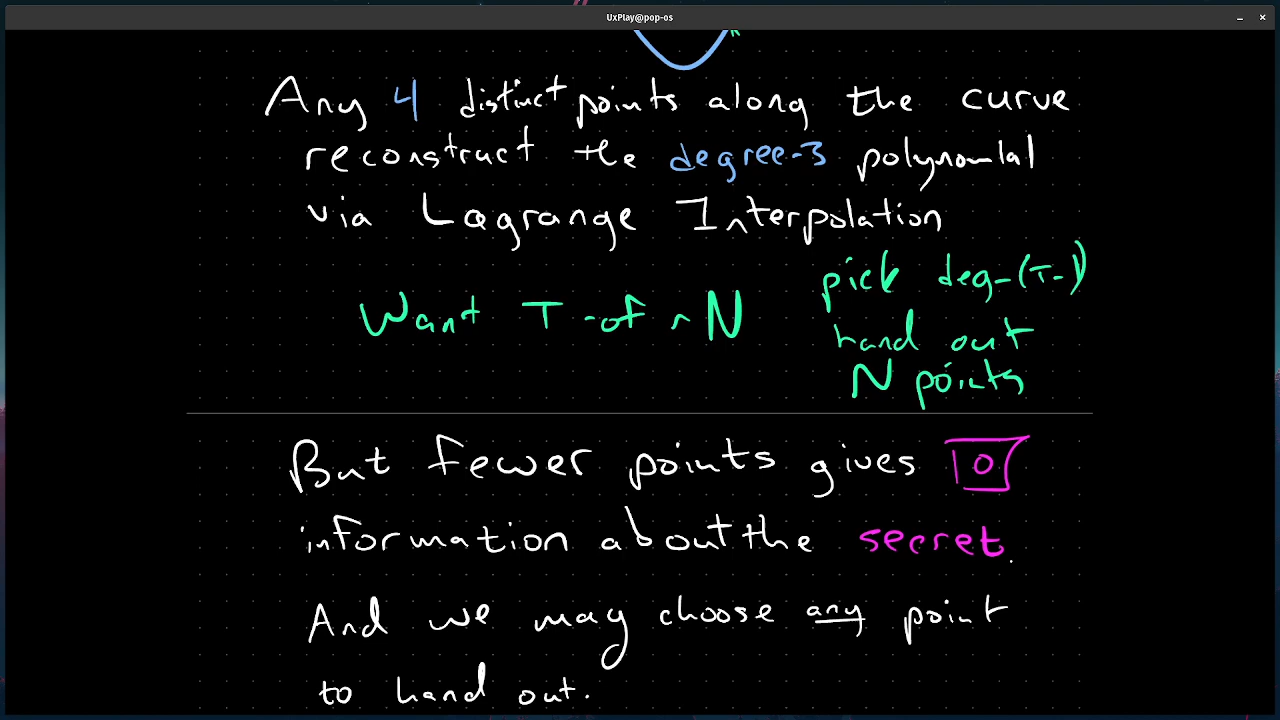 UxPlay@pop-os
Any 4 distinct points along the curve
reconstruct the degree-3 polynomial
via Lagrange Interpolation
Want T-of-N
pick deg-(T-1)
hand out
N points
But fewer points gives 0
information about the secret.
And we may choose any point
to hand out.